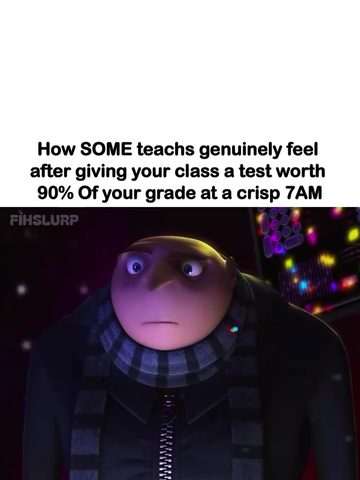 How SOME teachs genuinely feel
after giving your class a test worth
90% Of your grade at a crisp 7AM
FIHSLURP